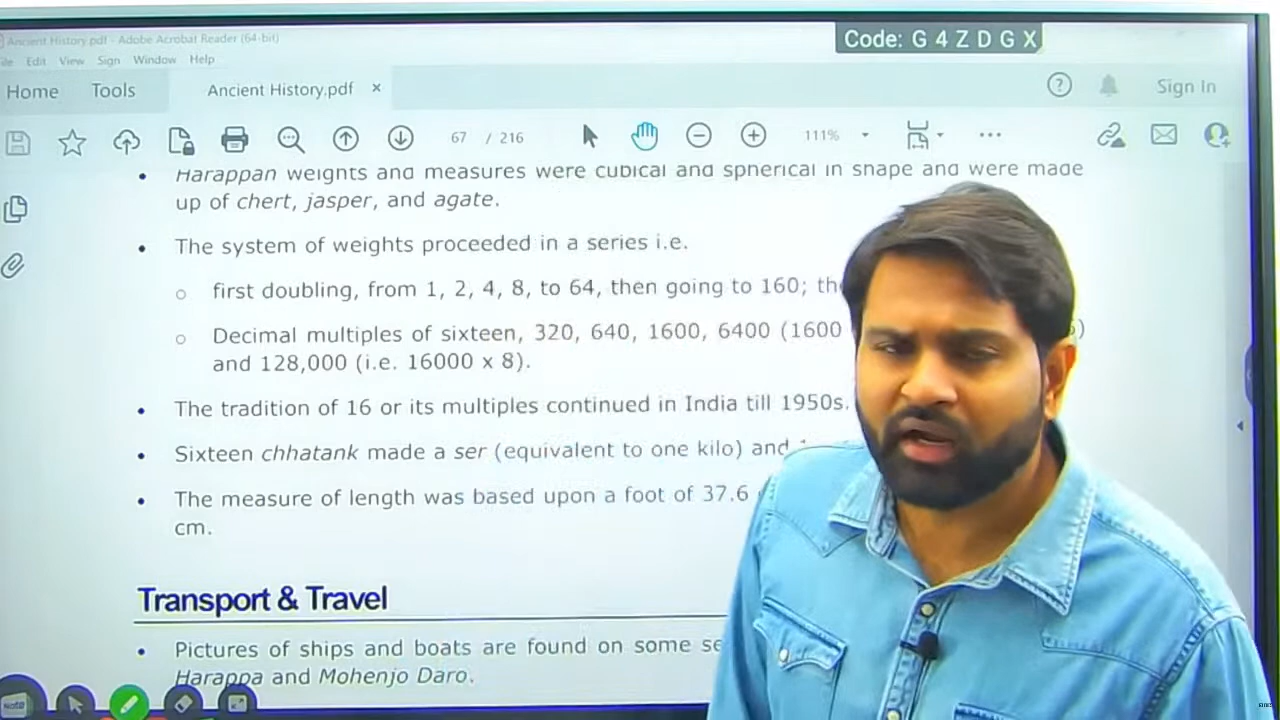 Code: G 4 Z D G X
Ancient History.pdf - Adobe Acrobat Reader (64-bit)
Edit View Sign Window Help
Home Tools Ancient History.pdf × ? Sign In
67 / 216 111%
Harappan weights and measures were cubical and spherical in shape and were made
up of chert, jasper, and agate.
• The system of weights proceeded in a series i.e.
o first doubling, from 1, 2, 4, 8, to 64, then going to 160;
o Decimal multiples of sixteen, 320, 640, 1600, 6400 (1600 )
and 128,000 (i.e. 16000 x 8).
• The tradition of 16 or its multiples continued in India till 1950s.
• Sixteen chhatank made a ser (equivalent to one kilo) and
• The measure of length was based upon a foot of 37.6
cm.
Transport & Travel
• Pictures of ships and boats are found on some
Harappa and Mohenjo Daro.